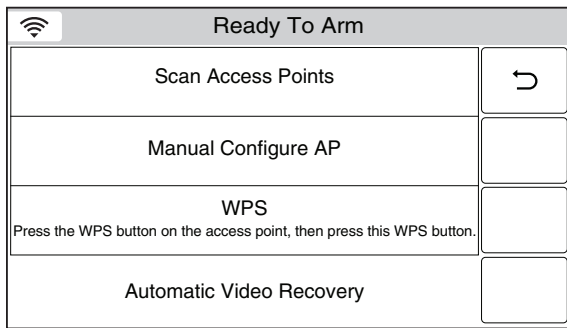 Ready To Arm
Scan Access Points
Manual Configure AP
WPS
Press the WPS button on the access point, then press this WPS button.
Automatic Video Recovery